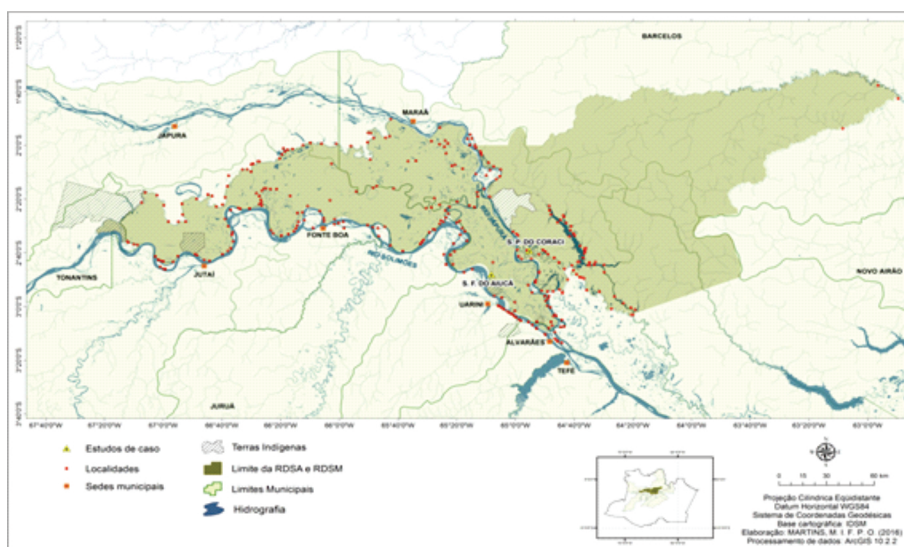 BARCELOS
MARAÃ
JAPURA
RIO JAPURÁ
S. P. DO CORACI
FONTE BOA
RIO SOLIMÕES
TONANTINS
JUTAÍ
NOVO AIRÃO
S. F. DO AIUCÁ
UARINI
ALVARÃES
TEFÉ
JURUÁ
1°20'0"S
1°40'0"S
2°0'0"S
2°20'0"S
2°40'0"S
3°0'0"S
3°20'0"S
3°40'0"S
67°40'0"W 67°20'0"W 67°0'0"W 66°40'0"W 66°20'0"W 66°0'0"W 65°40'0"W 65°20'0"W 65°0'0"W 64°40'0"W 64°20'0"W 64°0'0"W 63°40'0"W 63°20'0"W 63°0'0"W
Estudos de caso
Localidades
Sedes municipais
Terras Indígenas
Limite da RDSA e RDSM
Limites Municipais
Hidrografia
0 30 60 km
Projeção Cilíndrica Eqüidistante
Datum Horizontal WGS84
Sistema de Coordenadas Geodésicas
Base cartográfica: IDSM
Elaboração: MARTINS, M. I. F. P. O. (2016)
Processamento de dados: ArcGIS 10.2.2